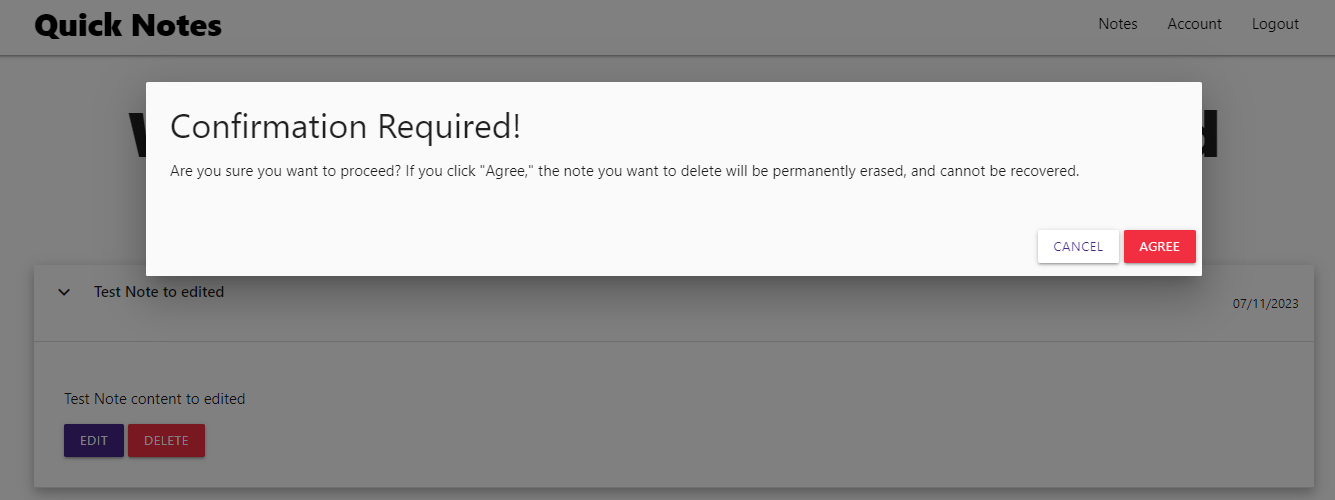 Quick Notes
Notes Account Logout
Confirmation Required!
Are you sure you want to proceed? If you click "Agree," the note you want to delete will be permanently erased, and cannot be recovered.
CANCEL AGREE
Test Note to edited
07/11/2023
Test Note content to edited
EDIT DELETE